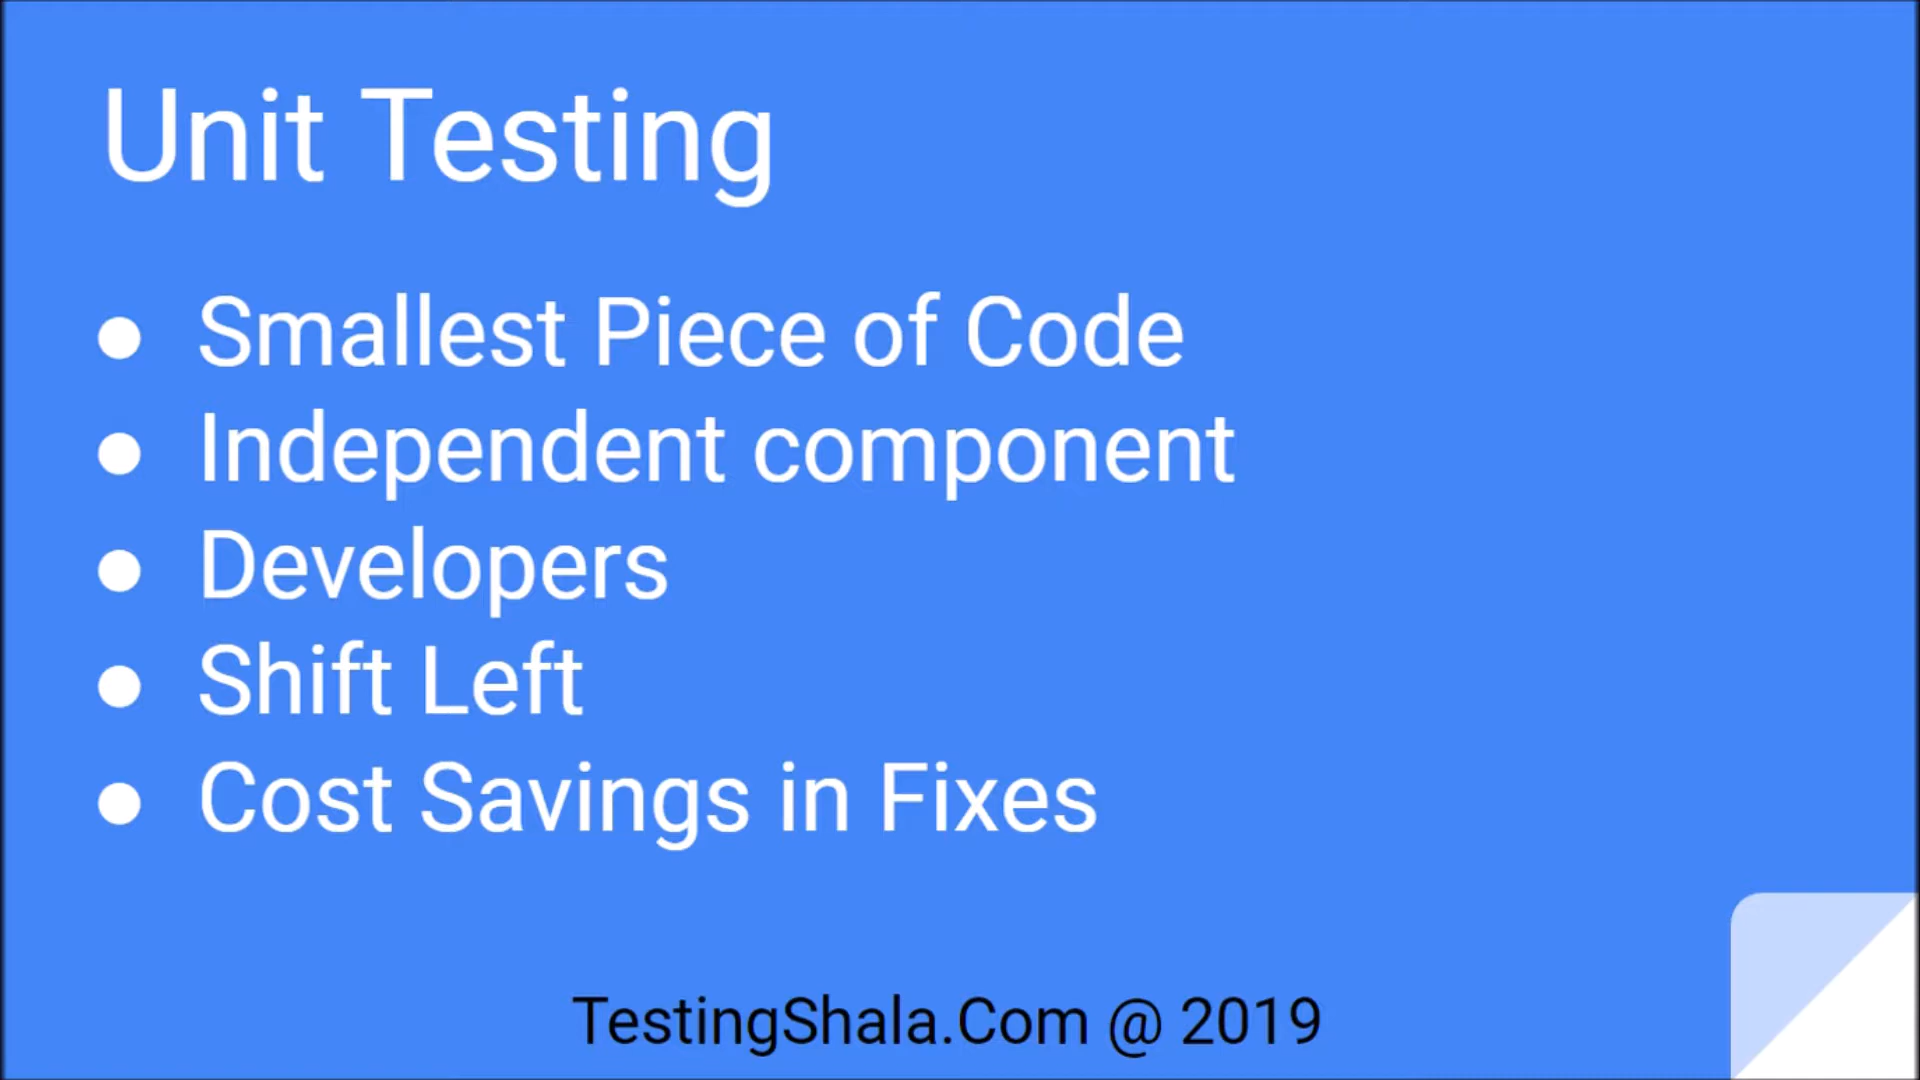 Unit Testing
● Smallest Piece of Code
● Independent component
● Developers
● Shift Left
● Cost Savings in Fixes
TestingShala.Com @ 2019